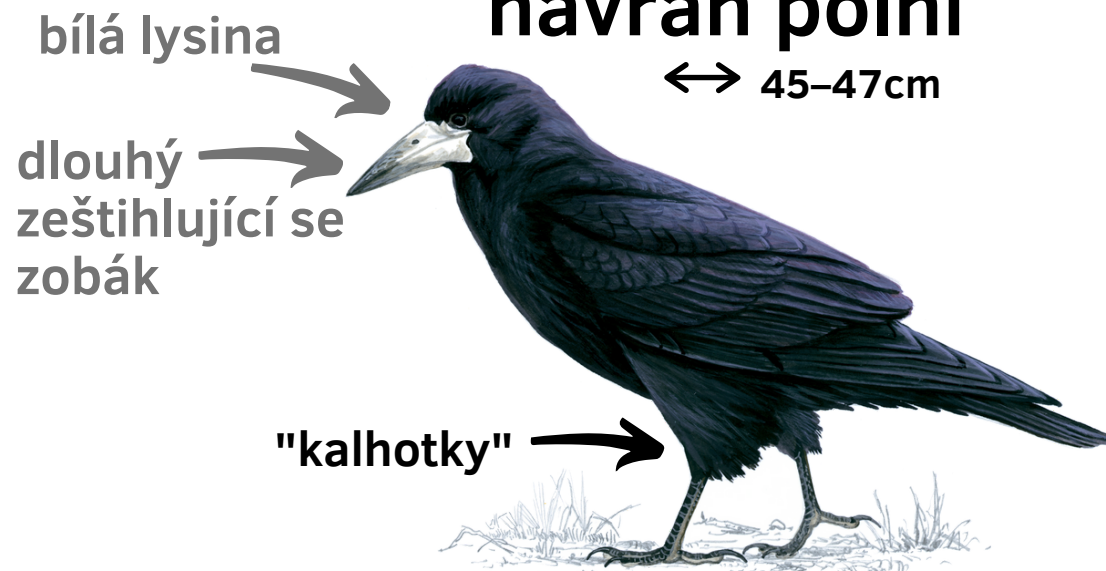 havran polní
45–47cm
bílá lysina
dlouhý
zeštihlující se
zobák
"kalhotky"